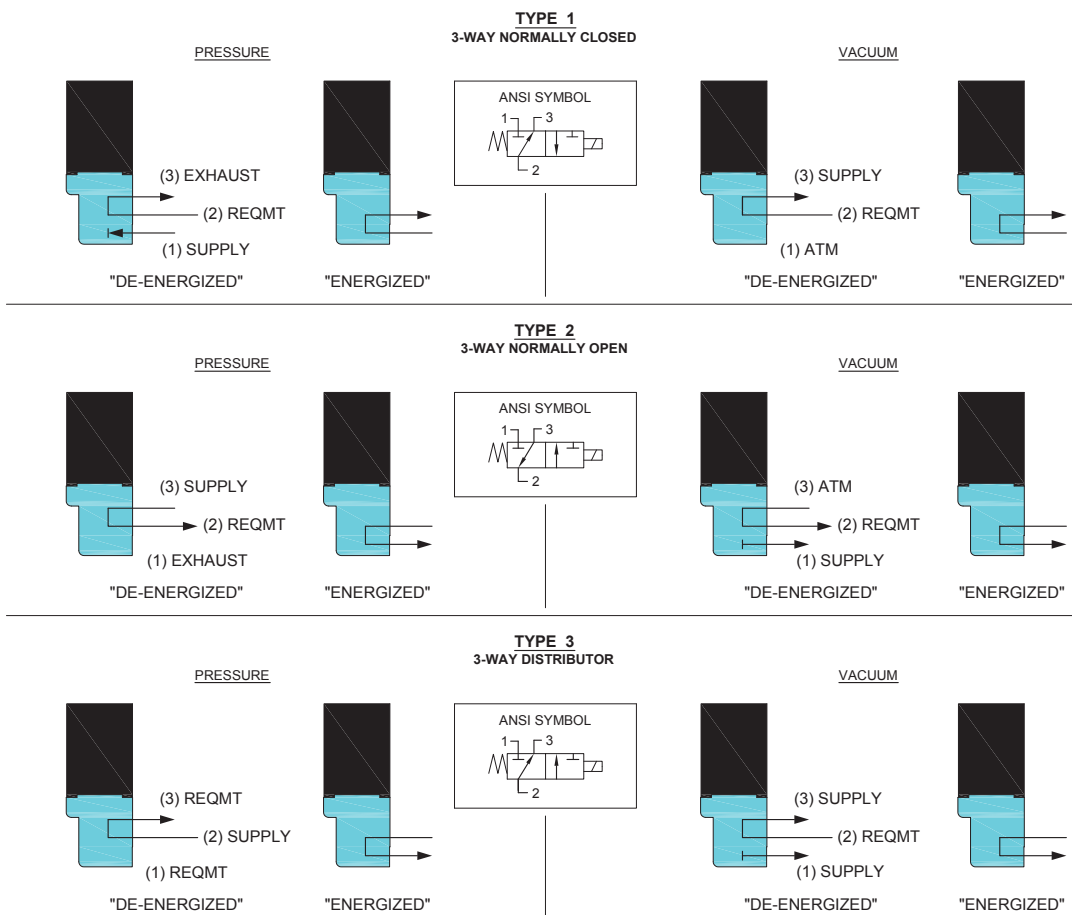 TYPE 1
3-WAY NORMALLY CLOSED
PRESSURE
VACUUM
ANSI SYMBOL
1
3
2
(3) EXHAUST
(2) REQMT
(1) SUPPLY
(3) SUPPLY
(2) REQMT
(1) ATM
"DE-ENERGIZED"
"ENERGIZED"
"DE-ENERGIZED"
"ENERGIZED"
TYPE 2
3-WAY NORMALLY OPEN
PRESSURE
VACUUM
ANSI SYMBOL
1
3
2
(3) SUPPLY
(2) REQMT
(1) EXHAUST
(3) ATM
(2) REQMT
(1) SUPPLY
"DE-ENERGIZED"
"ENERGIZED"
"DE-ENERGIZED"
"ENERGIZED"
TYPE 3
3-WAY DISTRIBUTOR
PRESSURE
VACUUM
ANSI SYMBOL
1
3
2
(3) REQMT
(2) SUPPLY
(1) REQMT
(3) SUPPLY
(2) REQMT
(1) SUPPLY
"DE-ENERGIZED"
"ENERGIZED"
"DE-ENERGIZED"
"ENERGIZED"